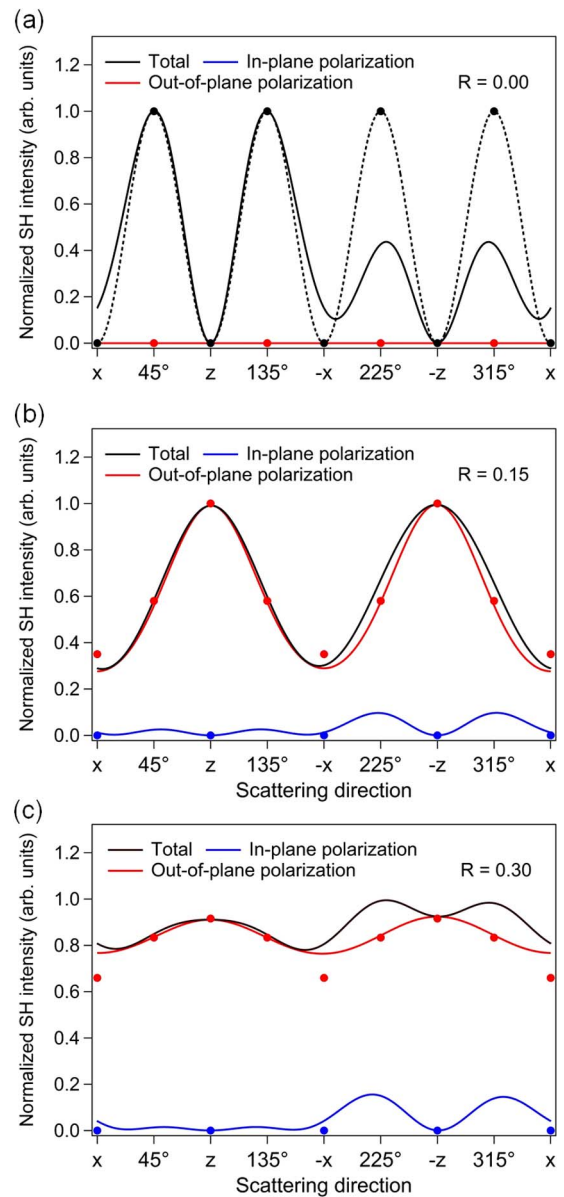 (a)
Normalized SH intensity (arb. units)
Total In-plane polarization
Out-of-plane polarization R = 0.00
1.2
1.0
0.8
0.6
0.4
0.2
0.0
x 45° z 135° -x 225° -z 315° x
(b)
Normalized SH intensity (arb. units)
Total In-plane polarization
Out-of-plane polarization R = 0.15
1.2
1.0
0.8
0.6
0.4
0.2
0.0
x 45° z 135° -x 225° -z 315° x
Scattering direction
(c)
Normalized SH intensity (arb. units)
Total In-plane polarization
Out-of-plane polarization R = 0.30
1.2
1.0
0.8
0.6
0.4
0.2
0.0
x 45° z 135° -x 225° -z 315° x
Scattering direction